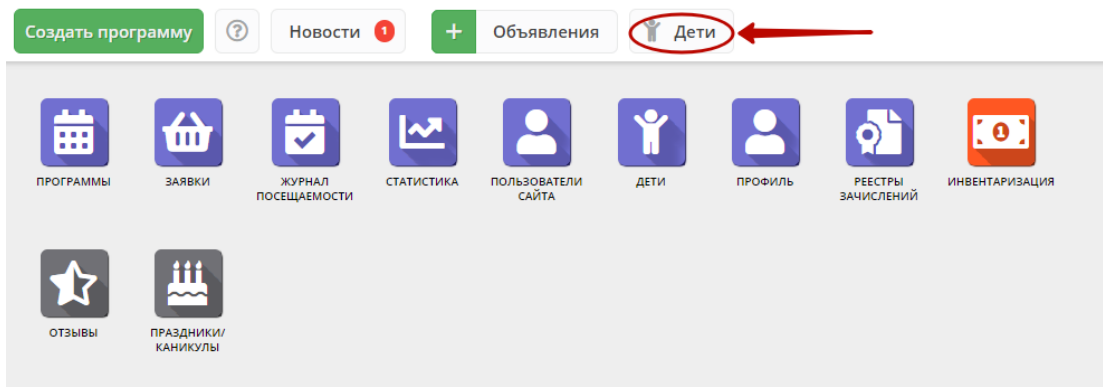 Создать программу ? Новости 1 + Объявления Дети
ПРОГРАММЫ ЗАЯВКИ ЖУРНАЛ ПОСЕЩАЕМОСТИ СТАТИСТИКА ПОЛЬЗОВАТЕЛИ САЙТА ДЕТИ ПРОФИЛЬ РЕЕСТРЫ ЗАЧИСЛЕНИЙ 1 ИНВЕНТАРИЗАЦИЯ
ОТЗЫВЫ ПРАЗДНИКИ/ КАНИКУЛЫ